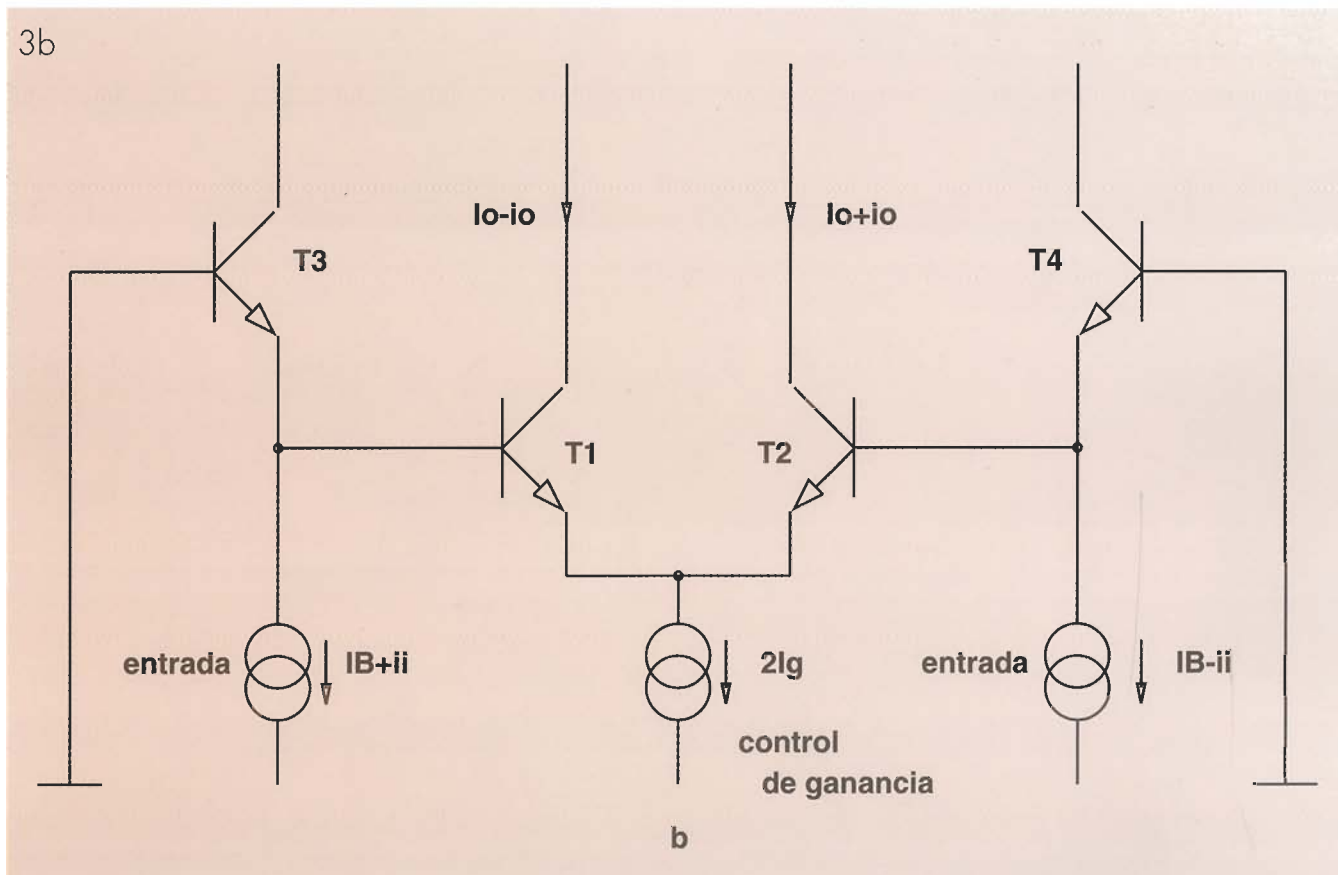 3b
Io-io
Io+io
T3
T4
T1
T2
entrada
IB+ii
2Ig
entrada
IB-ii
control
de ganancia
b